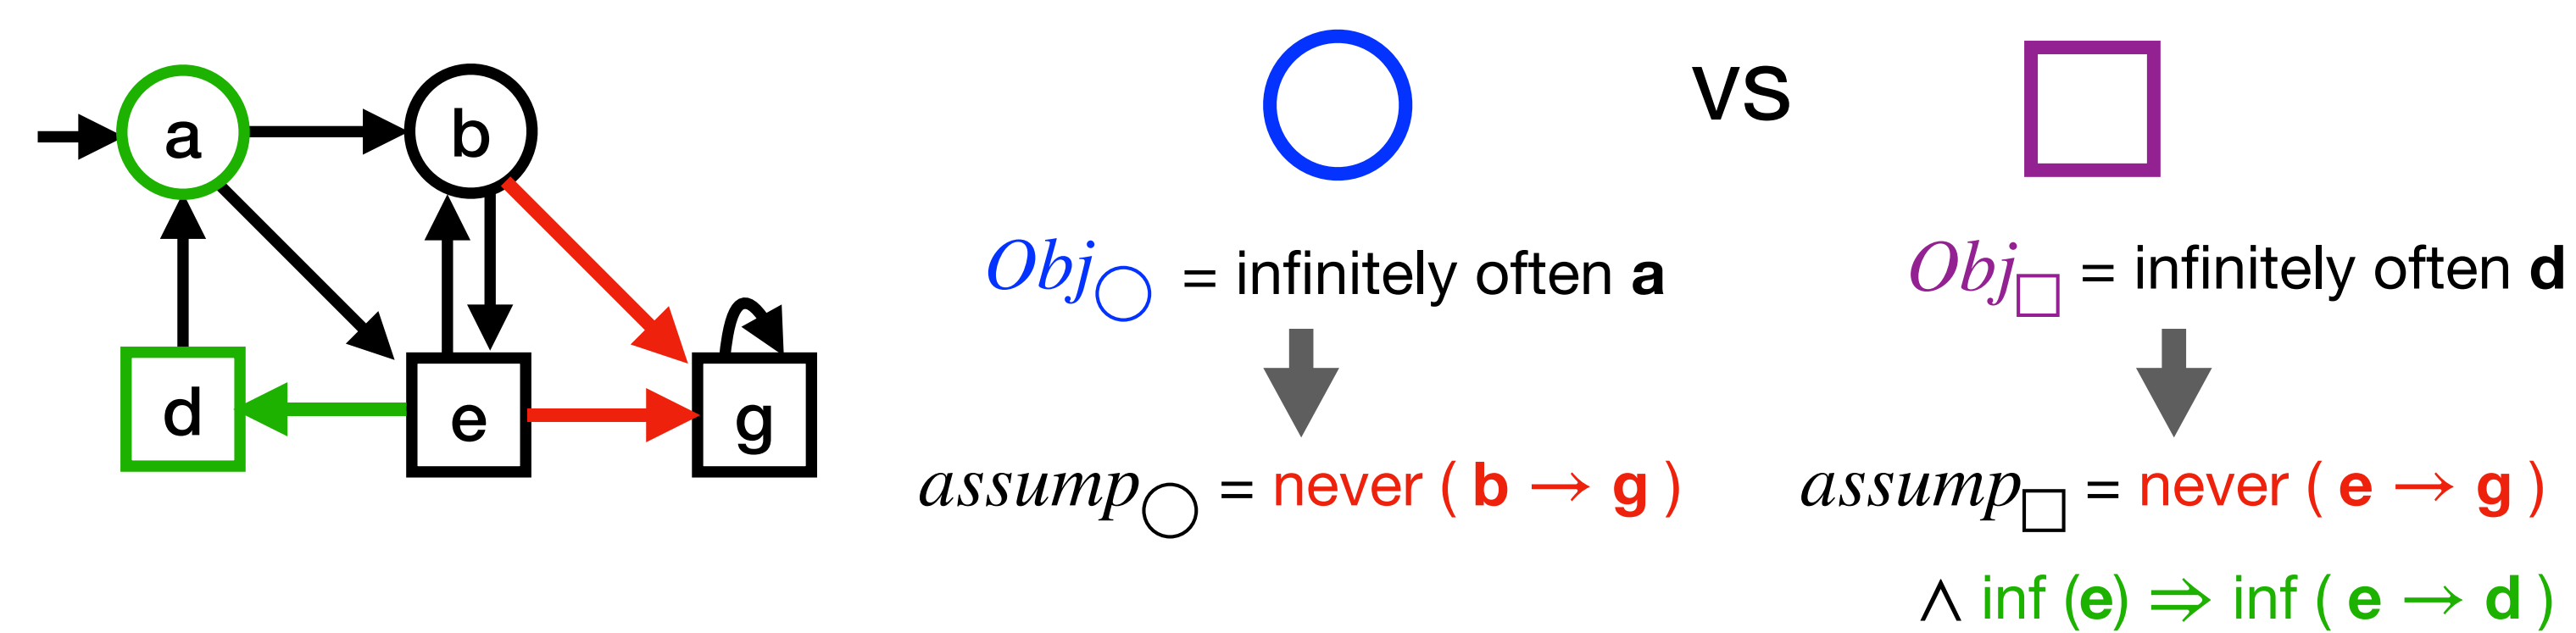 a b
d e g
vs
Obj○ = infinitely often a
Obj□ = infinitely often d
assump○ = never ( b → g )
assump□ = never ( e → g )
∧ inf (e) ⇒ inf ( e → d )